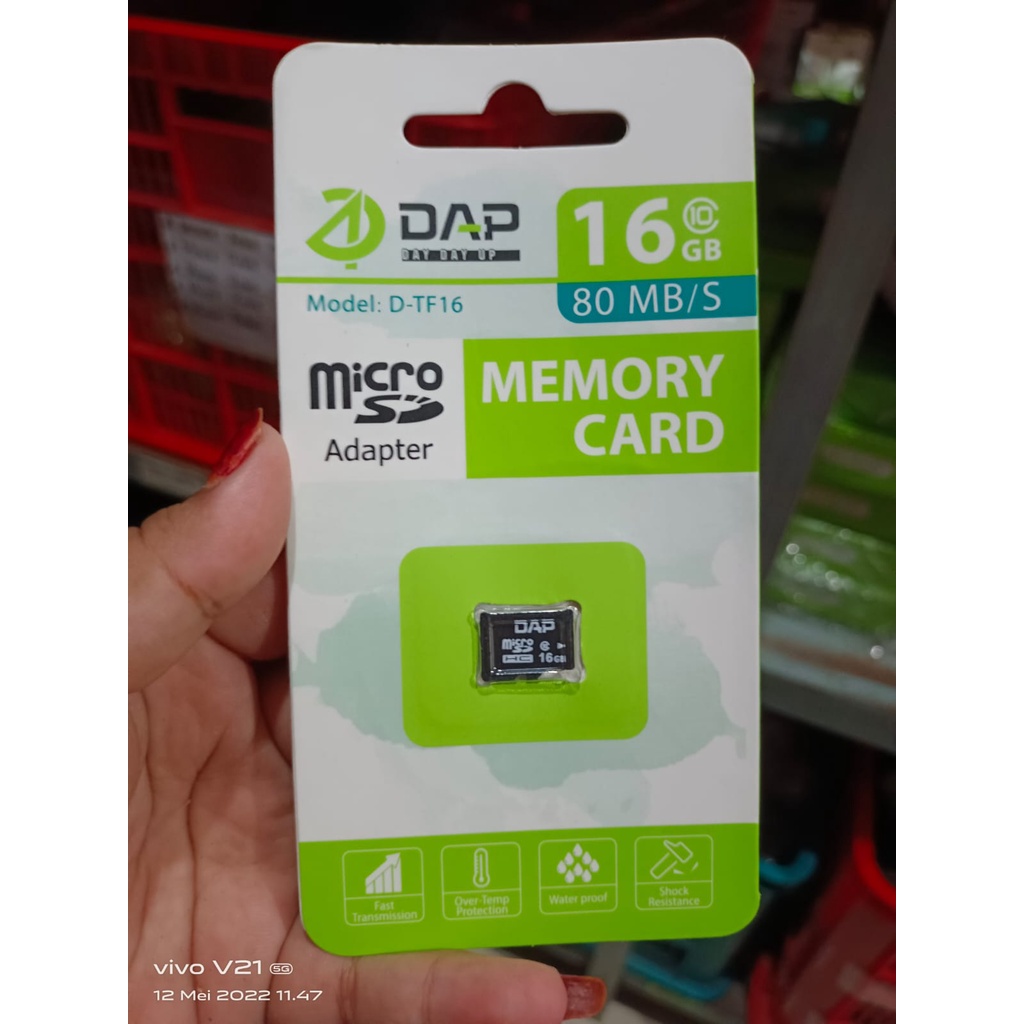 DAP
DAY DAY UP
16 GB
10
80 MB/S
Model: D-TF16
micro SD
Adapter
MEMORY
CARD
DAP
micro SD
HC 16GB
Fast
Transmission
Over-Temp
Protection
Water proof
Shock
Resistance
vivo V21 5G
12 Mei 2022 11.47